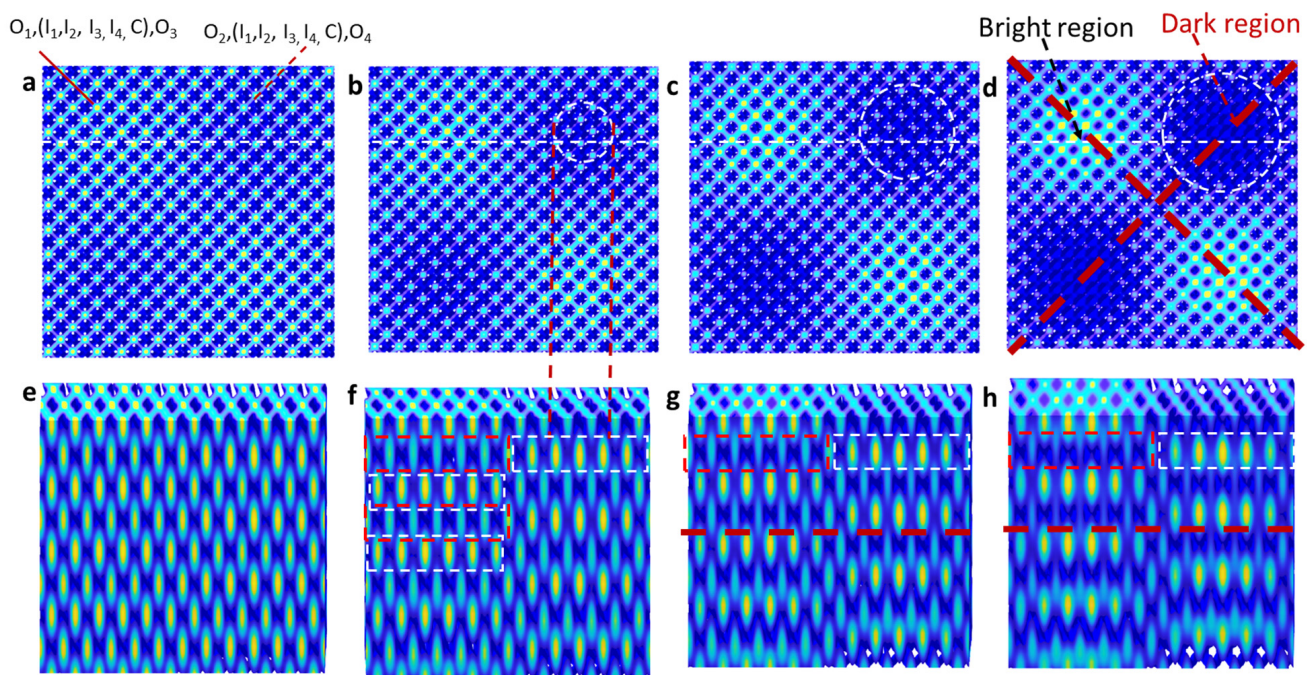 Bright region
Dark region
O₁,(I₁,I₂, I₃, I₄, C),O₃
O₂,(I₁,I₂, I₃, I₄, C),O₄
a
b
c
d
e
f
g
h